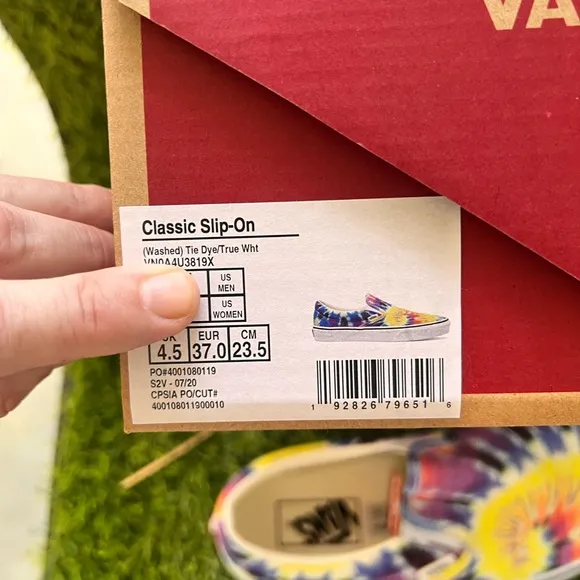 VA
Classic Slip-On
(Washed) Tie Dye/True Wht
VN0A4U3819X
US MEN
US WOMEN
UK EUR CM
4.5 37.0 23.5
PO#4001080119
S2V - 07/20
CPSIA PO/CUT#
400108011900010
1 92826 79651 6
VANS